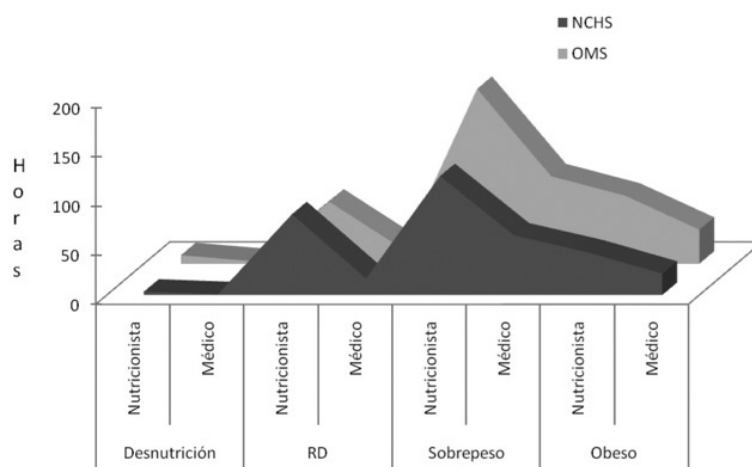 NCHS
OMS
Horas
200
150
100
50
0
Nutricionista
Médico
Nutricionista
Médico
Nutricionista
Médico
Nutricionista
Médico
Desnutrición
RD
Sobrepeso
Obeso